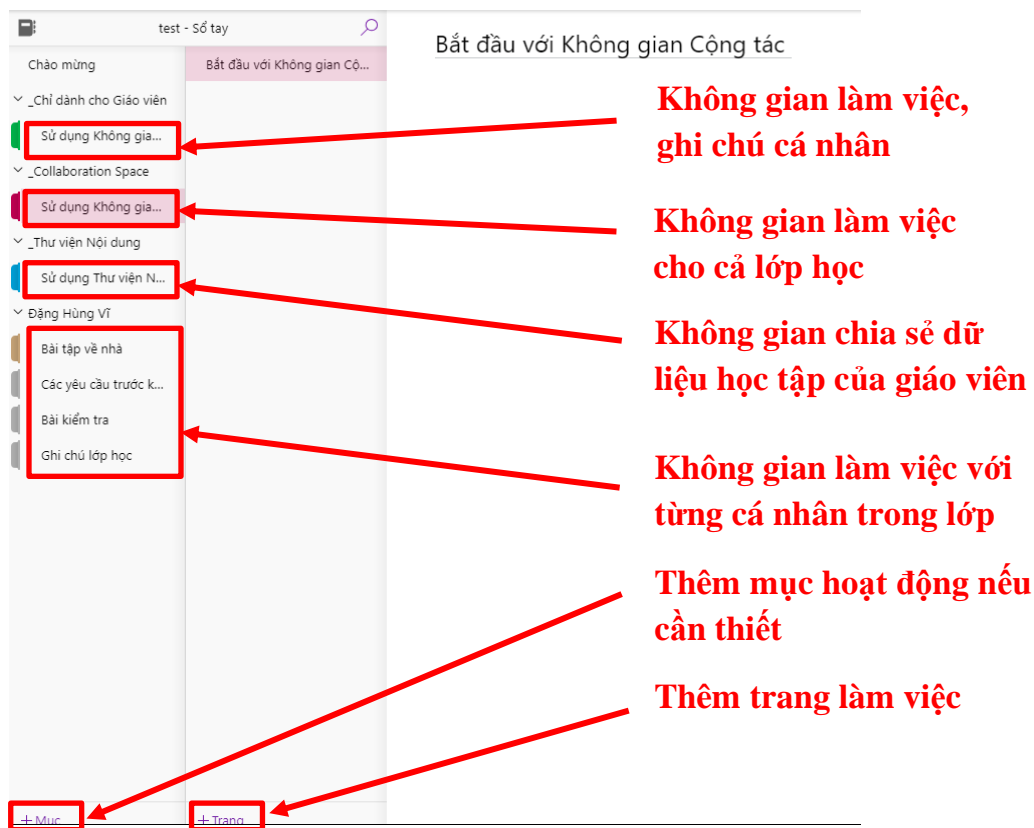 test - Sổ tay
Chào mừng
_Chỉ dành cho Giáo viên
Sử dụng Không gia...
_Collaboration Space
Sử dụng Không gia...
_Thư viện Nội dung
Sử dụng Thư viện N...
Đặng Hùng Vĩ
Bài tập về nhà
Các yêu cầu trước k...
Bài kiểm tra
Ghi chú lớp học
+ Mục
Bắt đầu với Không gian Cộ...
+ Trang
Bắt đầu với Không gian Cộng tác
Không gian làm việc,
ghi chú cá nhân
Không gian làm việc
cho cả lớp học
Không gian chia sẻ dữ
liệu học tập của giáo viên
Không gian làm việc với
từng cá nhân trong lớp
Thêm mục hoạt động nếu
cần thiết
Thêm trang làm việc